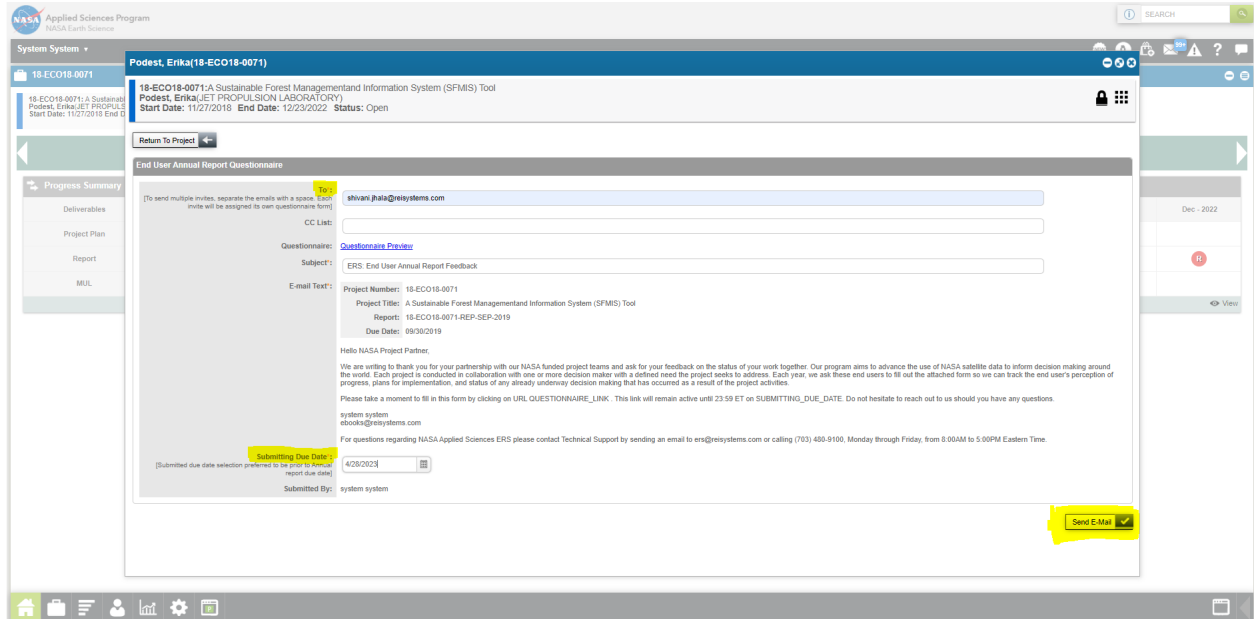 NASA
Applied Sciences Program
NASA Earth Science
SEARCH
System System
99+
?
18-ECO18-0071
18-ECO18-0071: A Sustainabl
Podest, Erika(JET PROPULS
Start Date: 11/27/2018 End D
Progress Summary
Deliverables
Project Plan
Report
MUL
Podest, Erika(18-ECO18-0071)
18-ECO18-0071:A Sustainable Forest Managementand Information System (SFMIS) Tool
Podest, Erika(JET PROPULSION LABORATORY)
Start Date: 11/27/2018 End Date: 12/23/2022 Status: Open
Return To Project
End User Annual Report Questionnaire
To*:
[To send multiple invites, separate the emails with a space. Each
invite will be assigned its own questionnaire form]
shivani.jhala@reisystems.com
CC List:
Questionnaire: Questionnaire Preview
Subject*: ERS: End User Annual Report Feedback
E-mail Text*:
Project Number: 18-ECO18-0071
Project Title: A Sustainable Forest Managementand Information System (SFMIS) Tool
Report: 18-ECO18-0071-REP-SEP-2019
Due Date: 09/30/2019
Hello NASA Project Partner,
We are writing to thank you for your partnership with our NASA funded project teams and ask for your feedback on the status of your work together. Our program aims to advance the use of NASA satellite data to inform decision making around
the world. Each project is conducted in collaboration with one or more decision maker with a defined need the project seeks to address. Each year, we ask these end users to fill out the attached form so we can track the end user's perception of
progress, plans for implementation, and status of any already underway decision making that has occurred as a result of the project activities.
Please take a moment to fill in this form by clicking on URL QUESTIONNAIRE_LINK . This link will remain active until 23:59 ET on SUBMITTING_DUE_DATE. Do not hesitate to reach out to us should you have any questions.
system system
ebooks@reisystems.com
For questions regarding NASA Applied Sciences ERS please contact Technical Support by sending an email to ers@reisystems.com or calling (703) 480-9100, Monday through Friday, from 8:00AM to 5:00PM Eastern Time.
Submitting Due Date*:
[Submitted due date selection preferred to be prior to Annual
report due date]
4/28/2023
Submitted By: system system
Send E-Mail
Dec - 2022
R
View